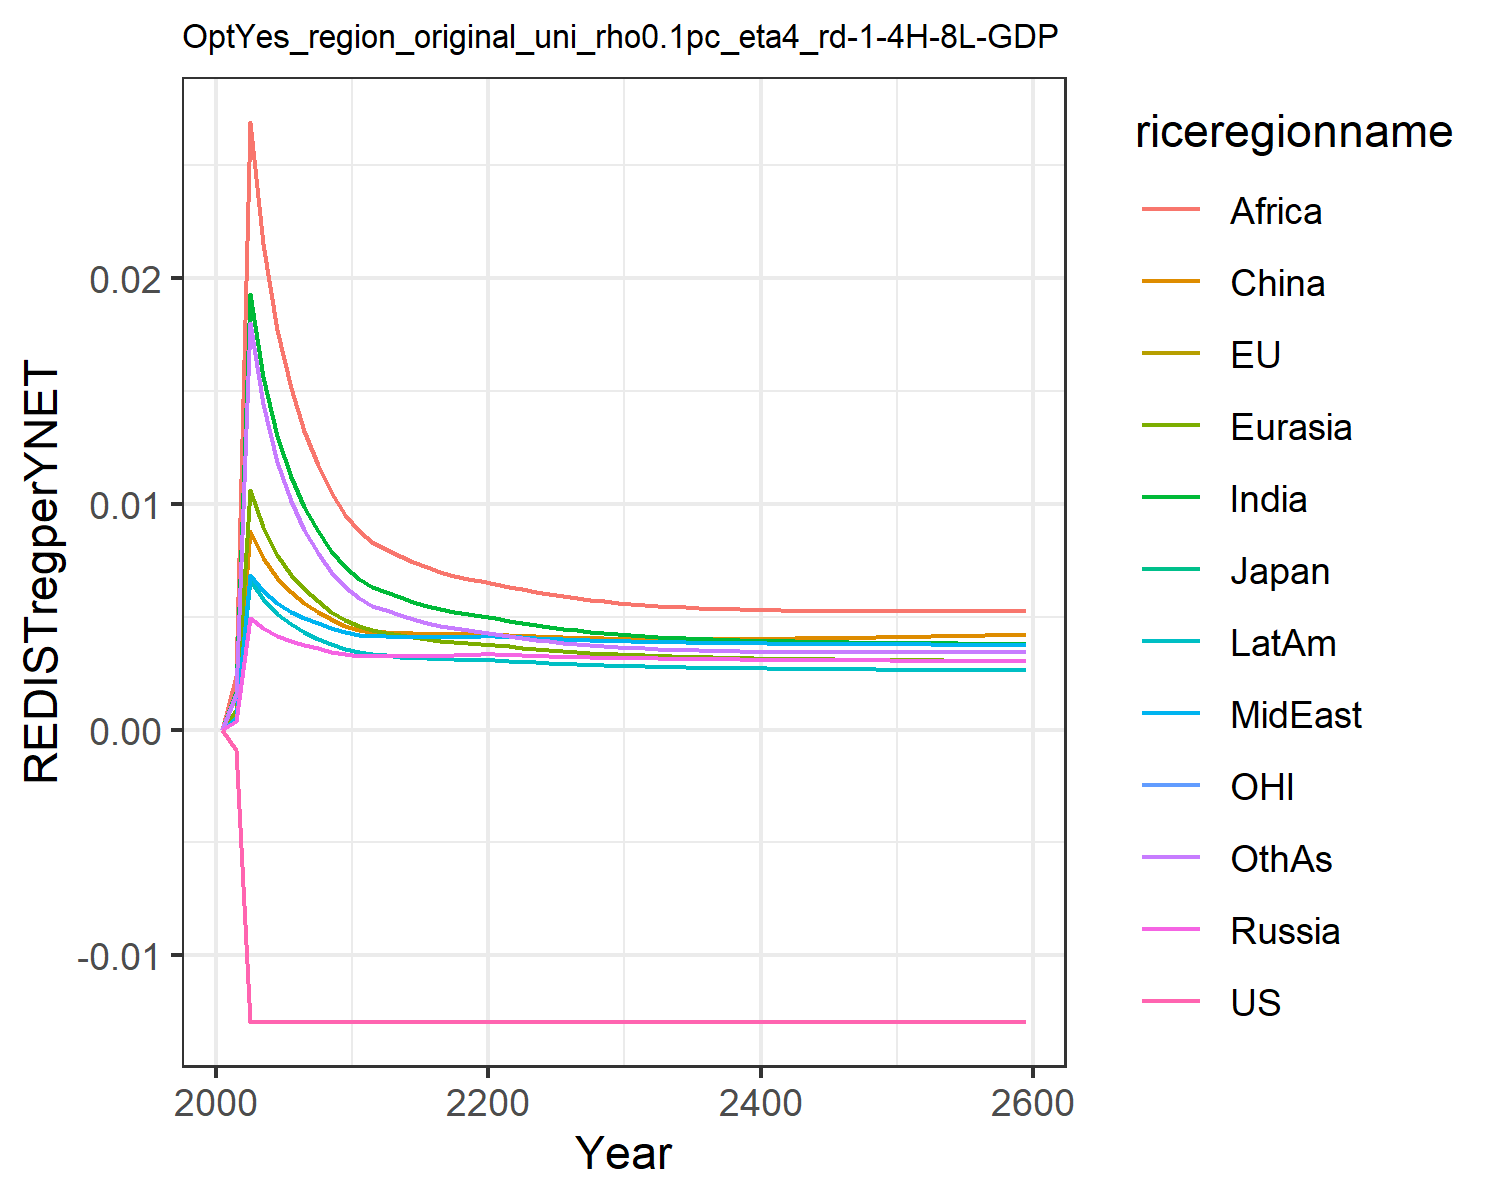 OptYes_region_original_uni_rho0.1pc_eta4_rd-1-4H-8L-GDP
REDISTregperYNET
0.02
0.01
0.00
-0.01
2000
2200
2400
2600
Year
riceregionname
Africa
China
EU
Eurasia
India
Japan
LatAm
MidEast
OHI
OthAs
Russia
US